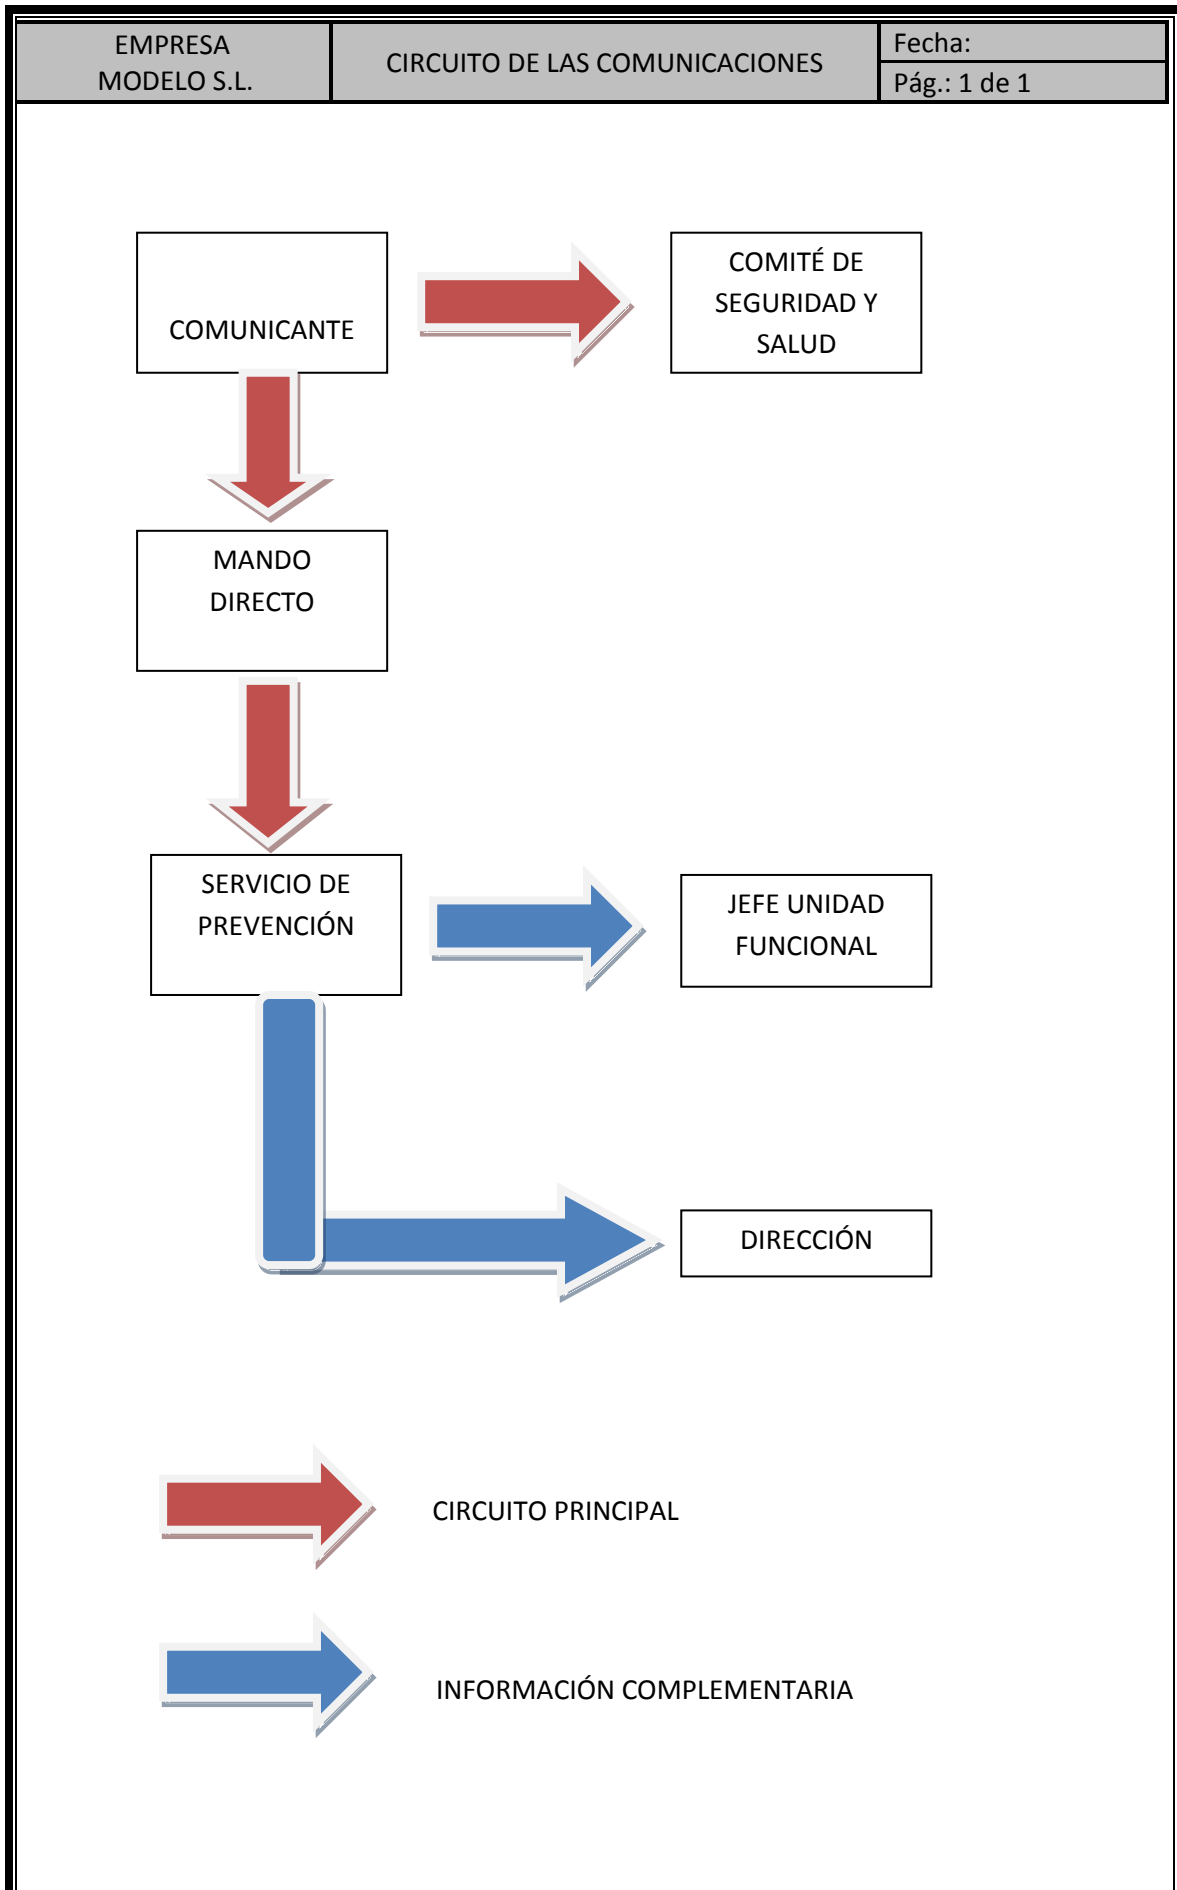 EMPRESA
MODELO S.L.
CIRCUITO DE LAS COMUNICACIONES
Fecha:
Pág.: 1 de 1
COMUNICANTE
COMITÉ DE
SEGURIDAD Y
SALUD
MANDO
DIRECTO
SERVICIO DE
PREVENCIÓN
JEFE UNIDAD
FUNCIONAL
DIRECCIÓN
CIRCUITO PRINCIPAL
INFORMACIÓN COMPLEMENTARIA